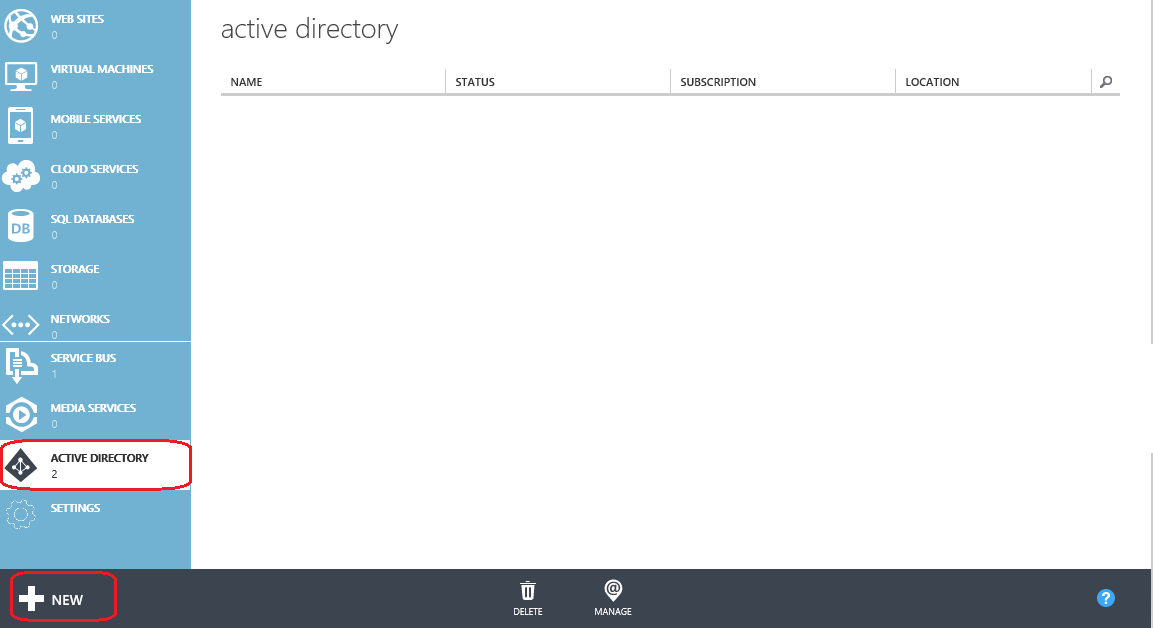 WEB SITES
0
VIRTUAL MACHINES
0
MOBILE SERVICES
0
CLOUD SERVICES
0
DB
SQL DATABASES
0
STORAGE
0
NETWORKS
0
SERVICE BUS
1
MEDIA SERVICES
0
ACTIVE DIRECTORY
2
SETTINGS
active directory
NAME STATUS SUBSCRIPTION LOCATION
NEW
DELETE
@
MANAGE
?